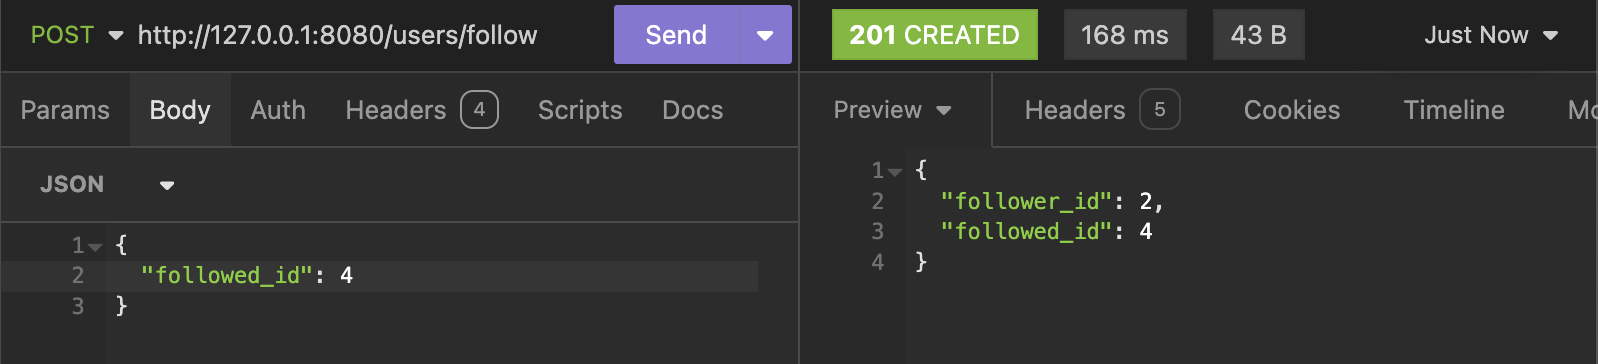 POST http://127.0.0.1:8080/users/follow Send
Params Body Auth Headers 4 Scripts Docs
JSON
1 {
2 "followed_id": 4
3 }
201 CREATED 168 ms 43 B Just Now
Preview Headers 5 Cookies Timeline Mo
1 {
2 "follower_id": 2,
3 "followed_id": 4
4 }